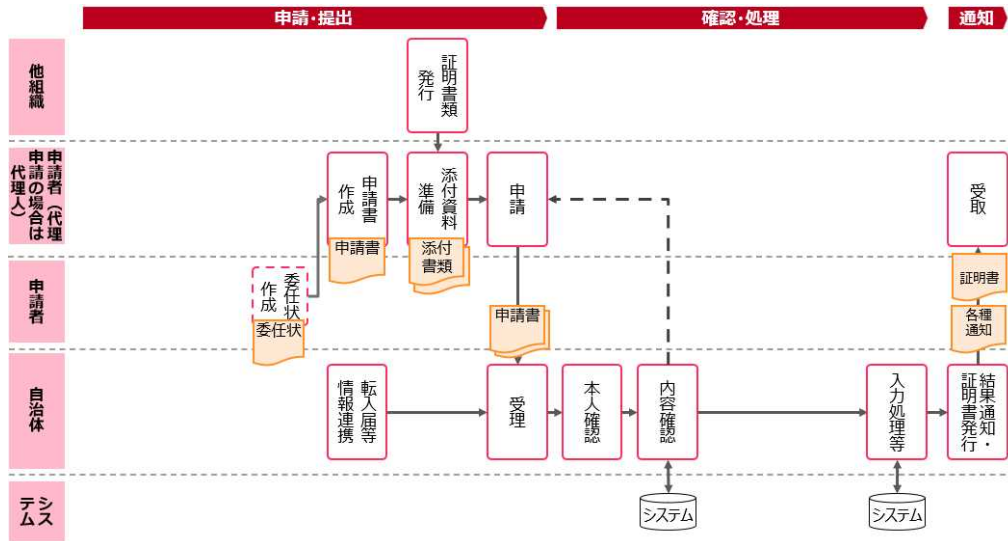 申請・提出
確認・処理
通知
他組織
証明書類
発行
申請者（代理
申請の場合は
代理人）
申請書
作成
添付資料
準備
申請
受取
申請書
添付
書類
申請者
委任状
作成
委任状
申請書
証明書
各種
通知
自治体
転入届等
情報連携
受理
本人確認
内容確認
入力処理等
結果通知・
証明書発行
シス
テム
システム
システム